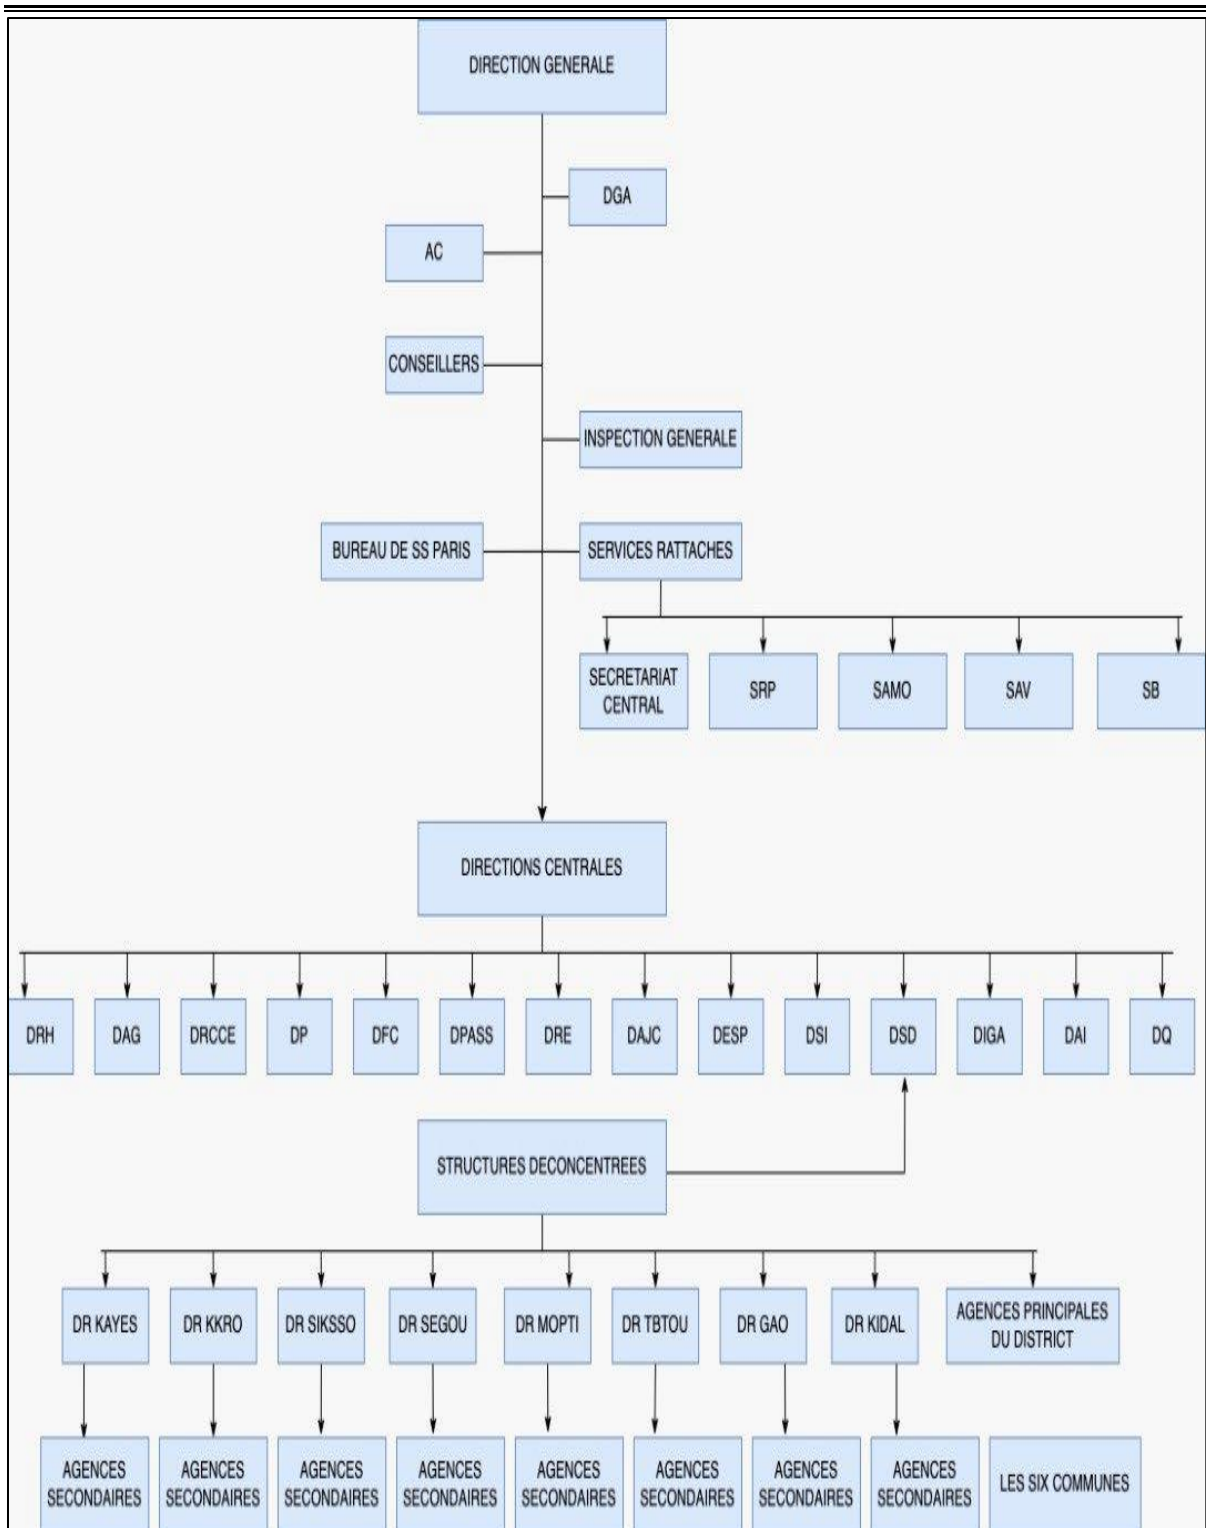 DIRECTION GENERALE
DGA
AC
CONSEILLERS
INSPECTION GENERALE
BUREAU DE SS PARIS
SERVICES RATTACHES
SECRETARIAT
CENTRAL
SRP
SAMO
SAV
SB
DIRECTIONS CENTRALES
DRH
DAG
DRCCE
DP
DFC
DPASS
DRE
DAJC
DESP
DSI
DSD
DIGA
DAI
DQ
STRUCTURES DECONCENTREES
DR KAYES
DR KKRO
DR SIKSSO
DR SEGOU
DR MOPTI
DR TBTOU
DR GAO
DR KIDAL
AGENCES PRINCIPALES
DU DISTRICT
AGENCES
SECONDAIRES
AGENCES
SECONDAIRES
AGENCES
SECONDAIRES
AGENCES
SECONDAIRES
AGENCES
SECONDAIRES
AGENCES
SECONDAIRES
AGENCES
SECONDAIRES
AGENCES
SECONDAIRES
LES SIX COMMUNES